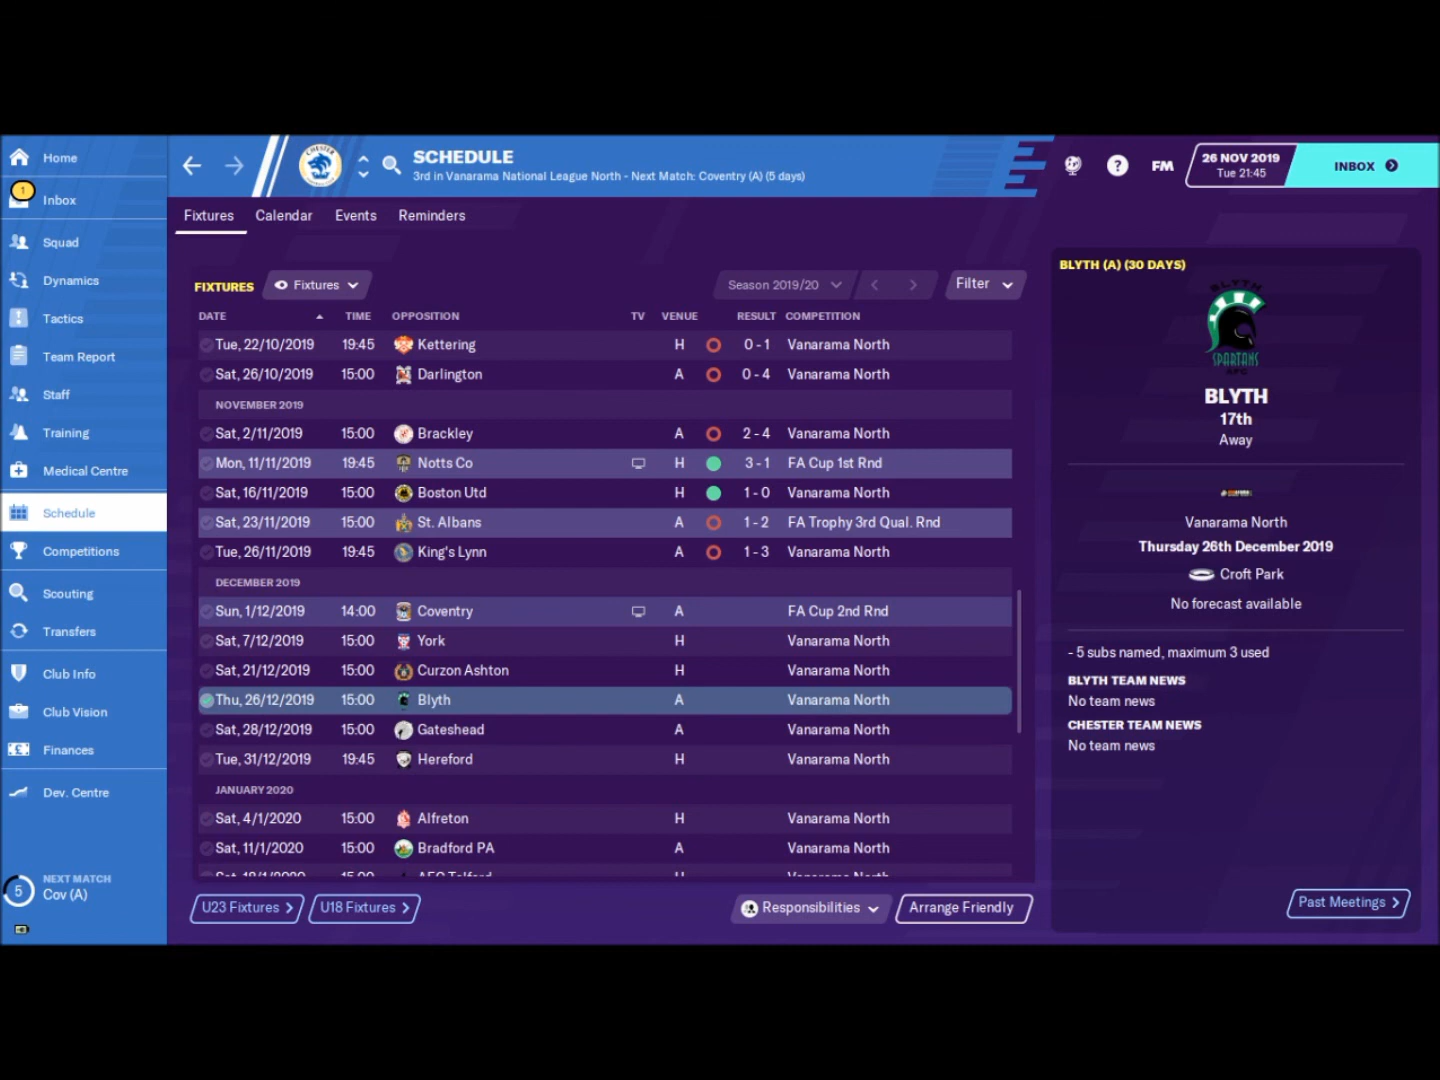 Home
1
Inbox
Squad
Dynamics
Tactics
Team Report
Staff
Training
Medical Centre
Schedule
Competitions
Scouting
Transfers
Club Info
Club Vision
Finances
Dev. Centre
5
NEXT MATCH
Cov (A)
CHESTER
SCHEDULE
3rd in Vanarama National League North - Next Match: Coventry (A) (5 days)
?
FM
26 NOV 2019
Tue 21:45
INBOX
Fixtures Calendar Events Reminders
FIXTURES Fixtures Season 2019/20 Filter
DATE TIME OPPOSITION TV VENUE RESULT COMPETITION
Tue, 22/10/2019 19:45 Kettering H 0 - 1 Vanarama North
Sat, 26/10/2019 15:00 Darlington A 0 - 4 Vanarama North
NOVEMBER 2019
Sat, 2/11/2019 15:00 Brackley A 2 - 4 Vanarama North
Mon, 11/11/2019 19:45 Notts Co H 3 - 1 FA Cup 1st Rnd
Sat, 16/11/2019 15:00 Boston Utd H 1 - 0 Vanarama North
Sat, 23/11/2019 15:00 St. Albans A 1 - 2 FA Trophy 3rd Qual. Rnd
Tue, 26/11/2019 19:45 King's Lynn A 1 - 3 Vanarama North
DECEMBER 2019
Sun, 1/12/2019 14:00 Coventry A FA Cup 2nd Rnd
Sat, 7/12/2019 15:00 York H Vanarama North
Sat, 21/12/2019 15:00 Curzon Ashton H Vanarama North
Thu, 26/12/2019 15:00 Blyth A Vanarama North
Sat, 28/12/2019 15:00 Gateshead A Vanarama North
Tue, 31/12/2019 19:45 Hereford H Vanarama North
JANUARY 2020
Sat, 4/1/2020 15:00 Alfreton H Vanarama North
Sat, 11/1/2020 15:00 Bradford PA A Vanarama North
U23 Fixtures U18 Fixtures Responsibilities Arrange Friendly
BLYTH (A) (30 DAYS)
BLYTH
SPARTANS
AFC
BLYTH
17th
Away
Vanarama North
Thursday 26th December 2019
Croft Park
No forecast available
- 5 subs named, maximum 3 used
BLYTH TEAM NEWS
No team news
CHESTER TEAM NEWS
No team news
Past Meetings